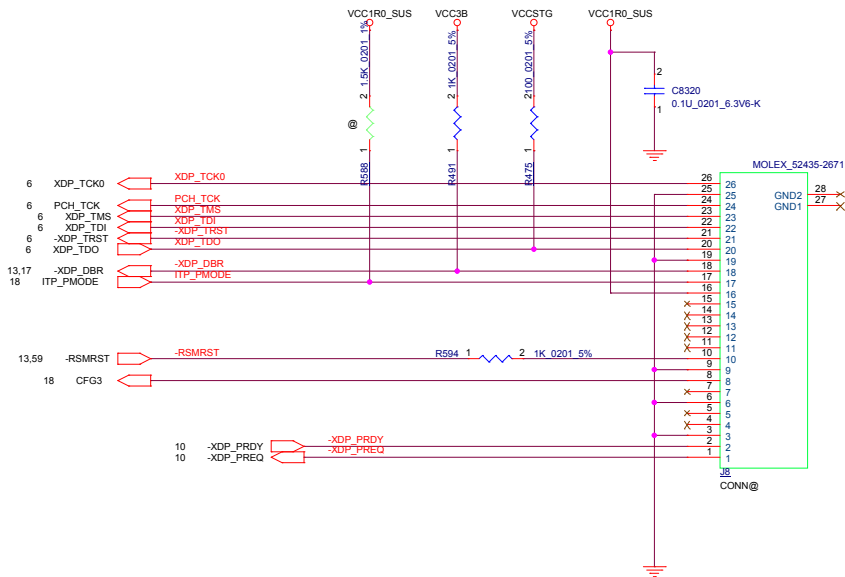 VCC1R0_SUS VCC3B VCCSTG VCC1R0_SUS
1.5K_0201_1% 1K_0201_5% 100_0201_5%
2 2 2
@
1 1 1
R588 R491 R475
2
C8320
0.1U_0201_6.3V6-K
1
MOLEX_52435-2671
6 XDP_TCK0 XDP_TCK0 26 26
25 25
6 PCH_TCK PCH_TCK 24 24
6 XDP_TMS XDP_TMS 23 23
6 XDP_TDI XDP_TDI 22 22
6 -XDP_TRST -XDP_TRST 21 21
6 XDP_TDO XDP_TDO 20 20
19 19
13,17 -XDP_DBR -XDP_DBR 18 18
18 ITP_PMODE ITP_PMODE 17 17
16 16
15 15
14 14
13 13
12 12
11 11
13,59 -RSMRST -RSMRST R594 1 2 1K_0201_5% 10 10
9 9
18 CFG3 8 8
7 7
6 6
5 5
4 4
3 3
10 -XDP_PRDY -XDP_PRDY 2 2
10 -XDP_PREQ -XDP_PREQ 1 1
GND2 28
GND1 27
J8
CONN@